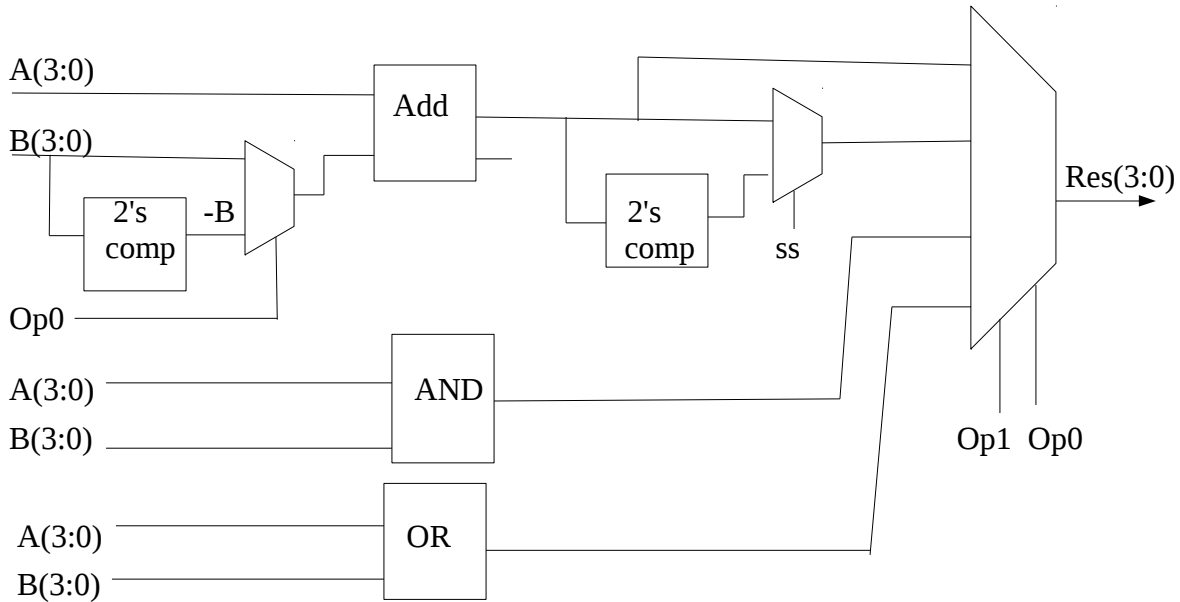 A(3:0)
Add
B(3:0)
Res(3:0)
2's
comp
-B
2's
comp
ss
Op0
A(3:0)
AND
B(3:0)
Op1 Op0
A(3:0)
OR
B(3:0)